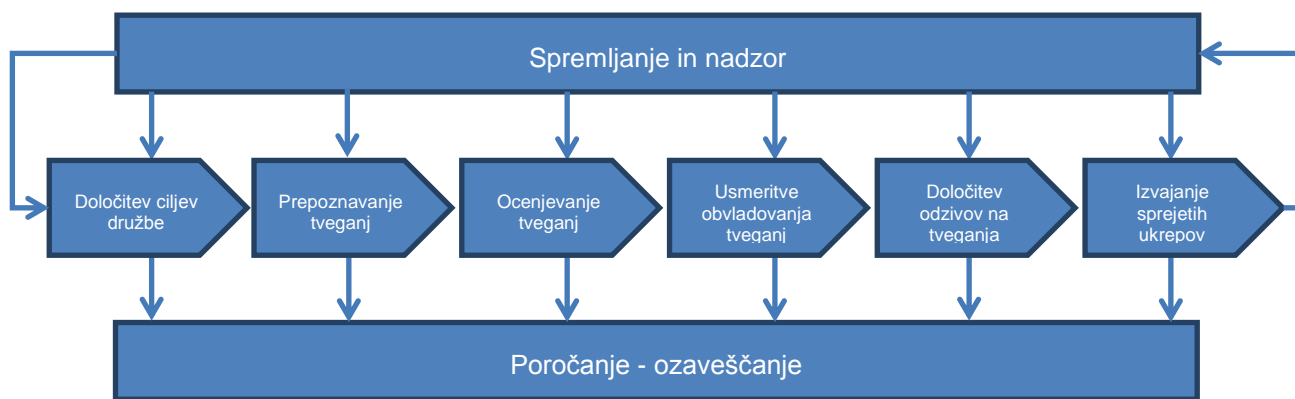 Spremljanje in nadzor
Določitev ciljev
družbe
Prepoznavanje
tveganj
Ocenjevanje
tveganj
Usmeritve
obvladovanja
tveganj
Določitev
odzivov na
tveganja
Izvajanje
sprejetih
ukrepov
Poročanje - ozaveščanje